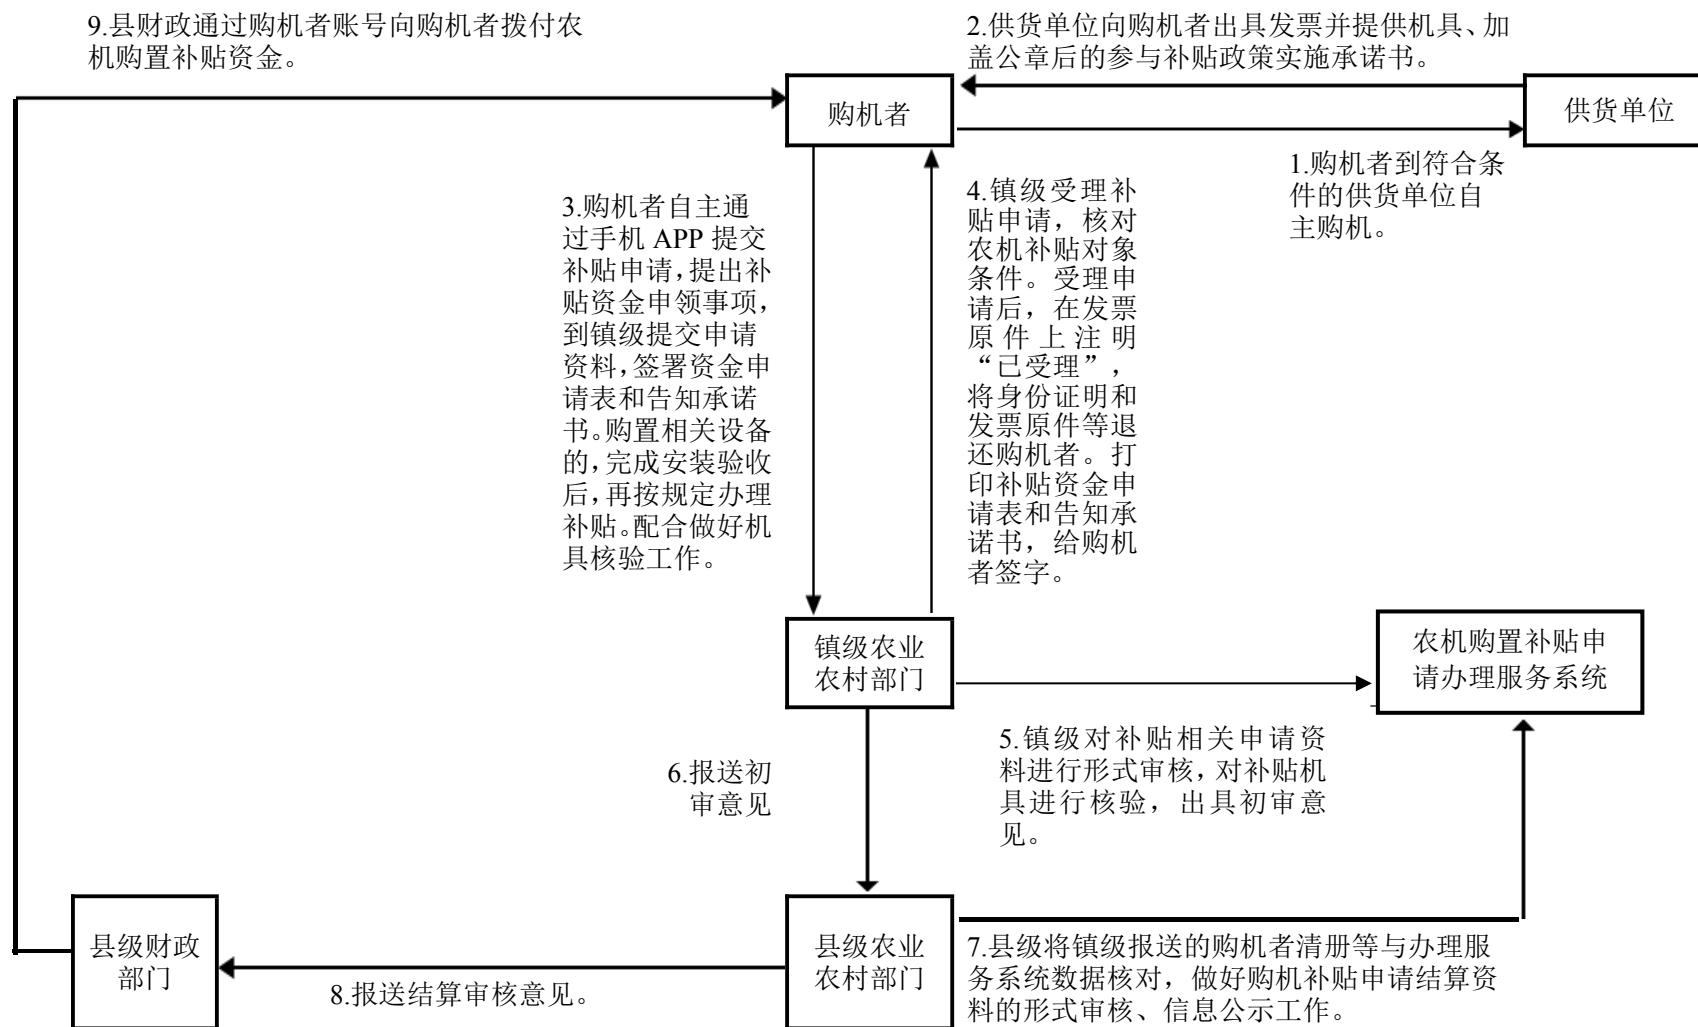 9.县财政通过购机者账号向购机者拨付农
机购置补贴资金。
2.供货单位向购机者出具发票并提供机具、加
盖公章后的参与补贴政策实施承诺书。
购机者
供货单位
1.购机者到符合条
件的供货单位自
主购机。
3.购机者自主通
过手机 APP 提交
补贴申请,提出补
贴资金申领事项，
到镇级提交申请
资料,签署资金申
请表和告知承诺
书。购置相关设备
的,完成安装验收
后,再按规定办理
补贴。配合做好机
具核验工作。
4.镇级受理补
贴申请，核对
农机补贴对象
条件。受理申
请后，在发票
原件上注明
“已受理”，
将身份证明和
发票原件等退
还购机者。打
印补贴资金申
请表和告知承
诺书，给购机
者签字。
镇级农业
农村部门
农机购置补贴申
请办理服务系统
5.镇级对补贴相关申请资
料进行形式审核,对补贴机
具进行核验，出具初审意
见。
6.报送初
审意见
县级财政
部门
县级农业
农村部门
8.报送结算审核意见。
7.县级将镇级报送的购机者清册等与办理服
务系统数据核对，做好购机补贴申请结算资
料的形式审核、信息公示工作。